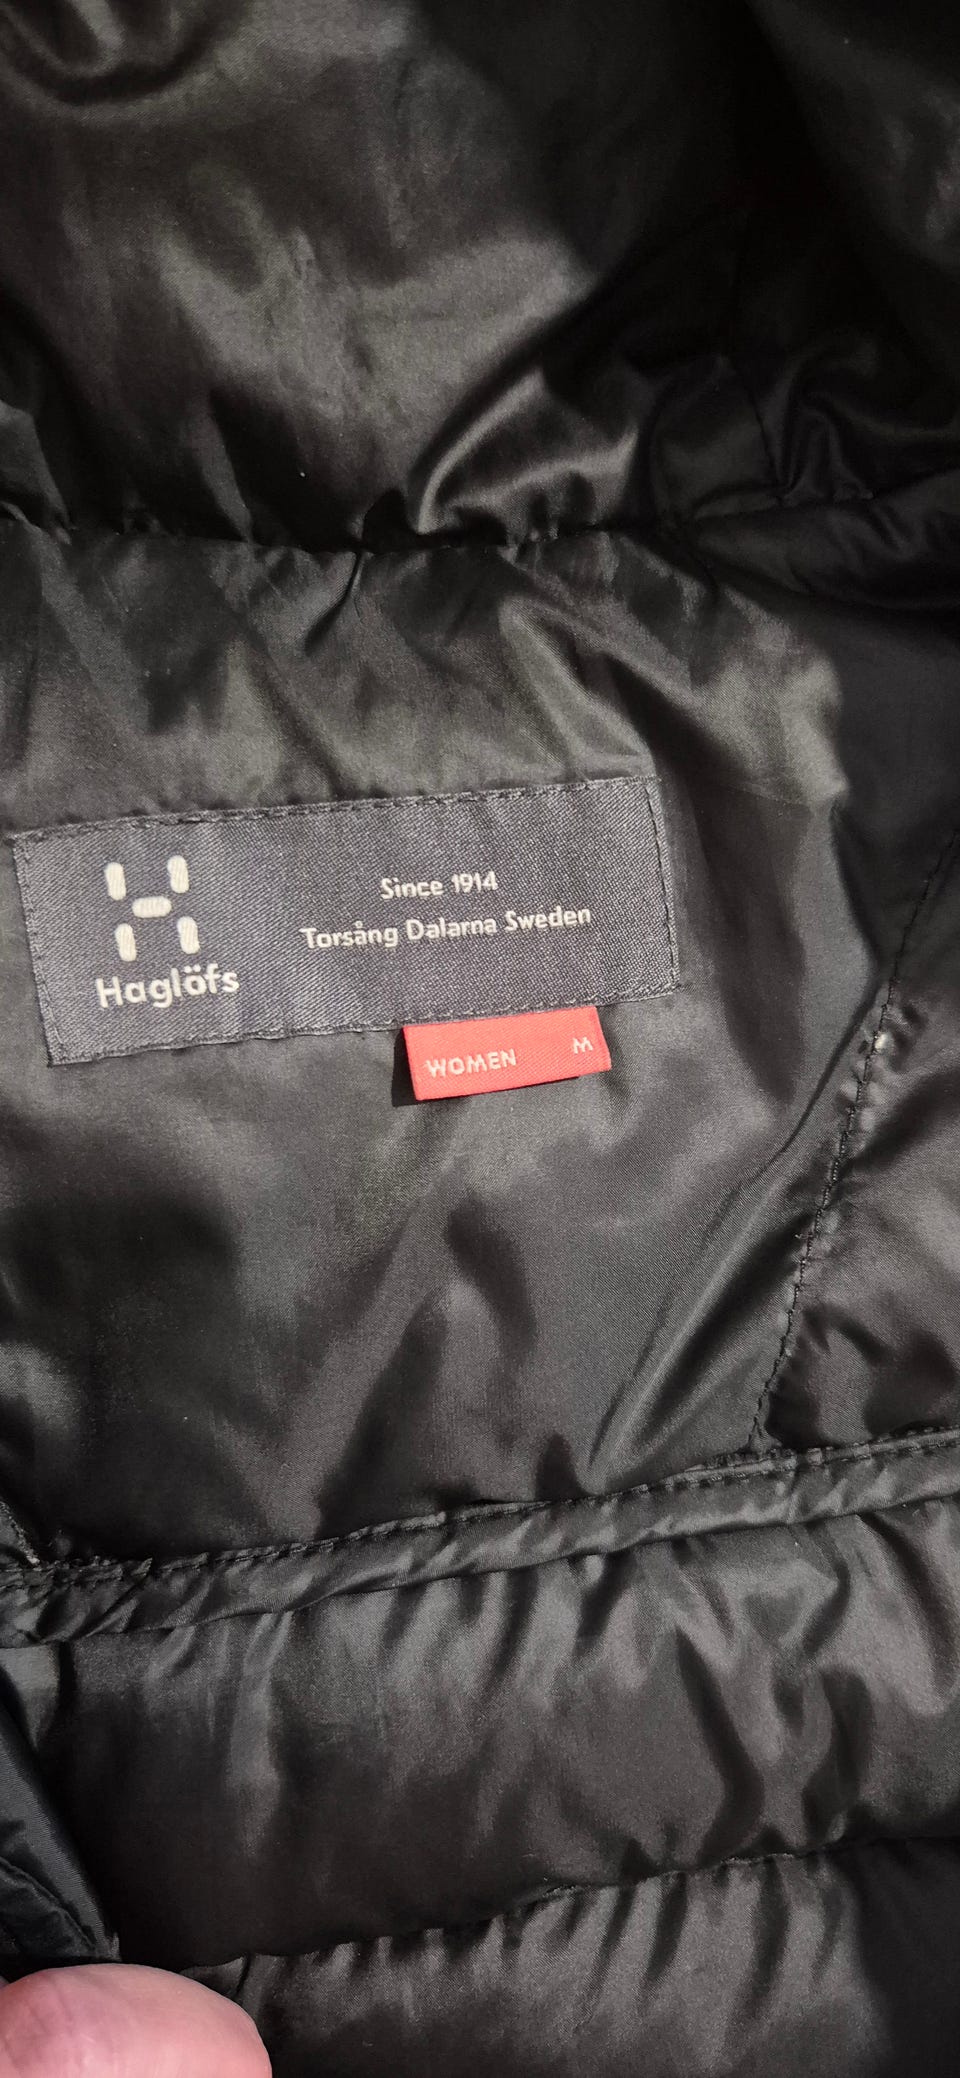 Since 1914
Torsång Dalarna Sweden
Haglöfs
WOMEN M